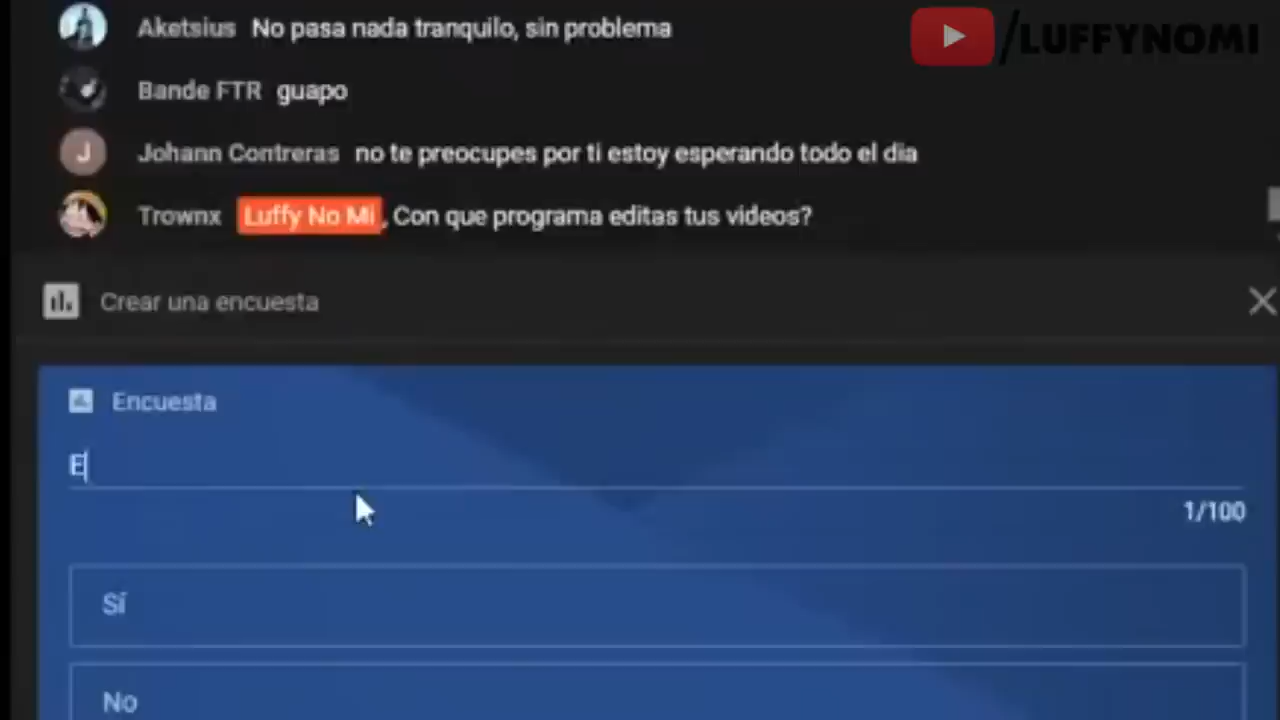 /LUFFYNOMI
Aketsius No pasa nada tranquilo, sin problema
Bande FTR guapo
J Johann Contreras no te preocupes por ti estoy esperando todo el dia
Trownx Luffy No Mi, Con que programa editas tus videos?
Crear una encuesta
Encuesta
E
1/100
Sí
No